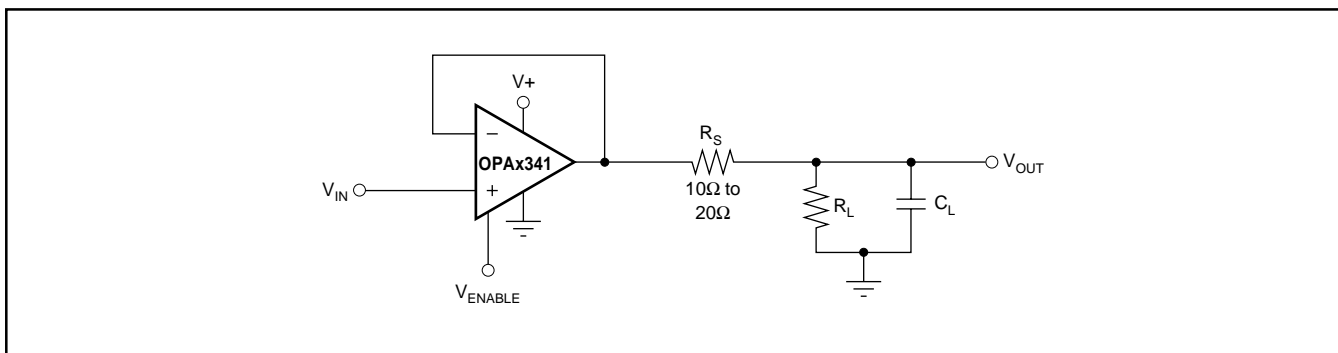 V+
−
OPAx341
+
V_IN
V_ENABLE
R_S
10Ω to
20Ω
R_L
C_L
V_OUT